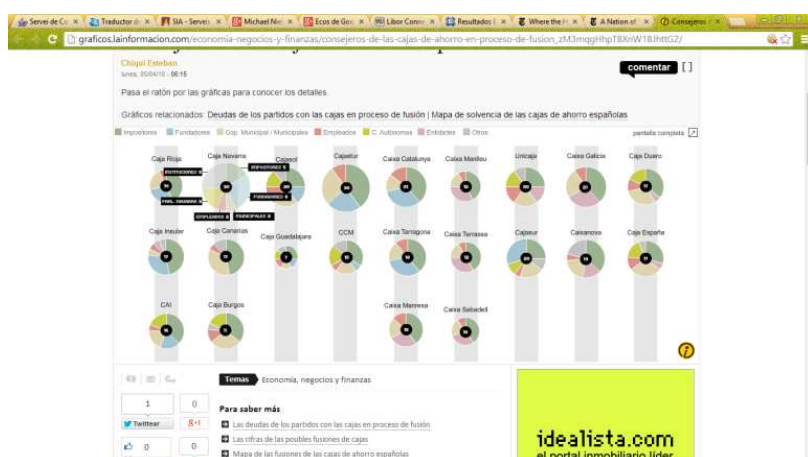 Servei de Co
Traductor de
SIA - Servei
Michael Niel
Ecos de Goo
Libor Conne
Resultados
Where the H
A Nation of
Consejeros
graficos.lainformacion.com/economia-negocios-y-finanzas/consejeros-de-las-cajas-de-ahorro-en-proceso-de-fusion_zM3mqgHhpT8XnW18JhttG2/
Chiqui Esteban
lunes, 05/04/10 - 06:15
comentar []
Pasa el ratón por las gráficas para conocer los detalles.
Gráficos relacionados: Deudas de los partidos con las cajas en proceso de fusión | Mapa de solvencia de las cajas de ahorro españolas
Impositores Fundadores Cop. Municipal / Municipales Empleados C. Autónomas Entidades Otros pantalla completa
Caja Rioja Caja Navarra Cajasol Cajastur Caixa Catalunya Caixa Manlleu Unicaja Caixa Galicia Caja Duero
IMPOSITORES
FUNDADORES
MUNICIPALES
EMPLEADOS
Caja Insular Caja Canarias Caja Guadalajara CCM Caixa Tarragona Caixa Terrassa Cajasur Caixanova Caja España
CAI Caja Burgos Caixa Manresa Caixa Sabadell
Temas Economía, negocios y finanzas
1 0
Twittear +1
0 0
Para saber más
Las deudas de los partidos con las cajas en proceso de fusión
Las cifras de las posibles fusiones de cajas
Mapa de las fusiones de las cajas de ahorro españolas
idealista.com
el portal inmobiliario líder